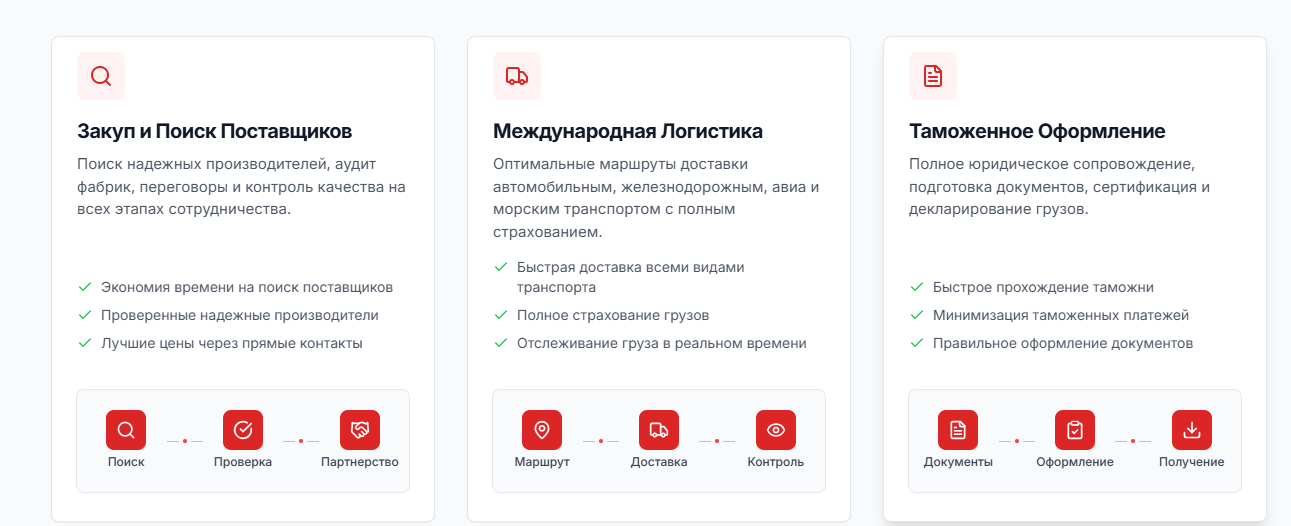 Закуп и Поиск Поставщиков
Поиск надежных производителей, аудит
фабрик, переговоры и контроль качества на
всех этапах сотрудничества.
Экономия времени на поиск поставщиков
Проверенные надежные производители
Лучшие цены через прямые контакты
Поиск
Проверка
Партнерство
Международная Логистика
Оптимальные маршруты доставки
автомобильным, железнодорожным, авиа и
морским транспортом с полным
страхованием.
Быстрая доставка всеми видами
транспорта
Полное страхование грузов
Отслеживание груза в реальном времени
Маршрут
Доставка
Контроль
Таможенное Оформление
Полное юридическое сопровождение,
подготовка документов, сертификация и
декларирование грузов.
Быстрое прохождение таможни
Минимизация таможенных платежей
Правильное оформление документов
Документы
Оформление
Получение